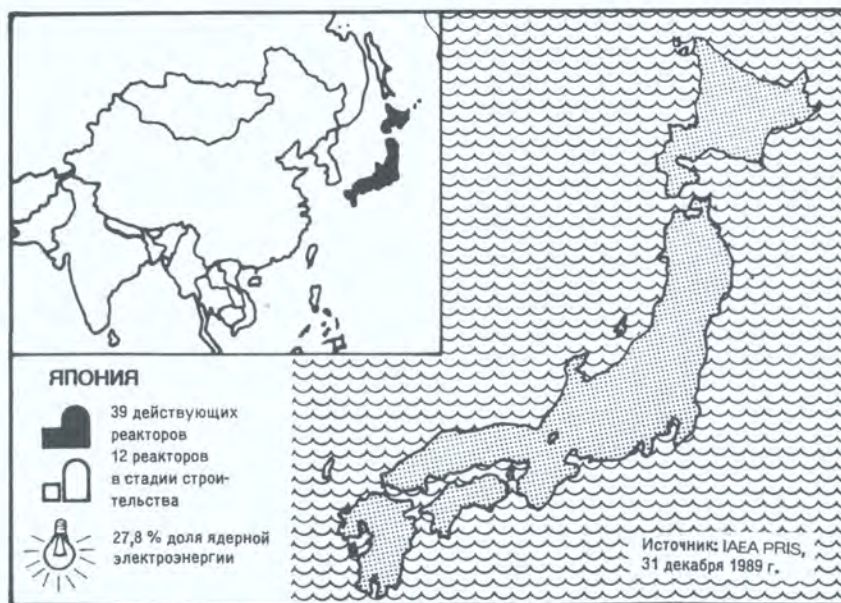 ЯПОНИЯ
39 действующих
реакторов
12 реакторов
в стадии строи-
тельства
27,8 % доля ядерной
электроэнергии
Источник: IAEA PRIS,
31 декабря 1989 г.